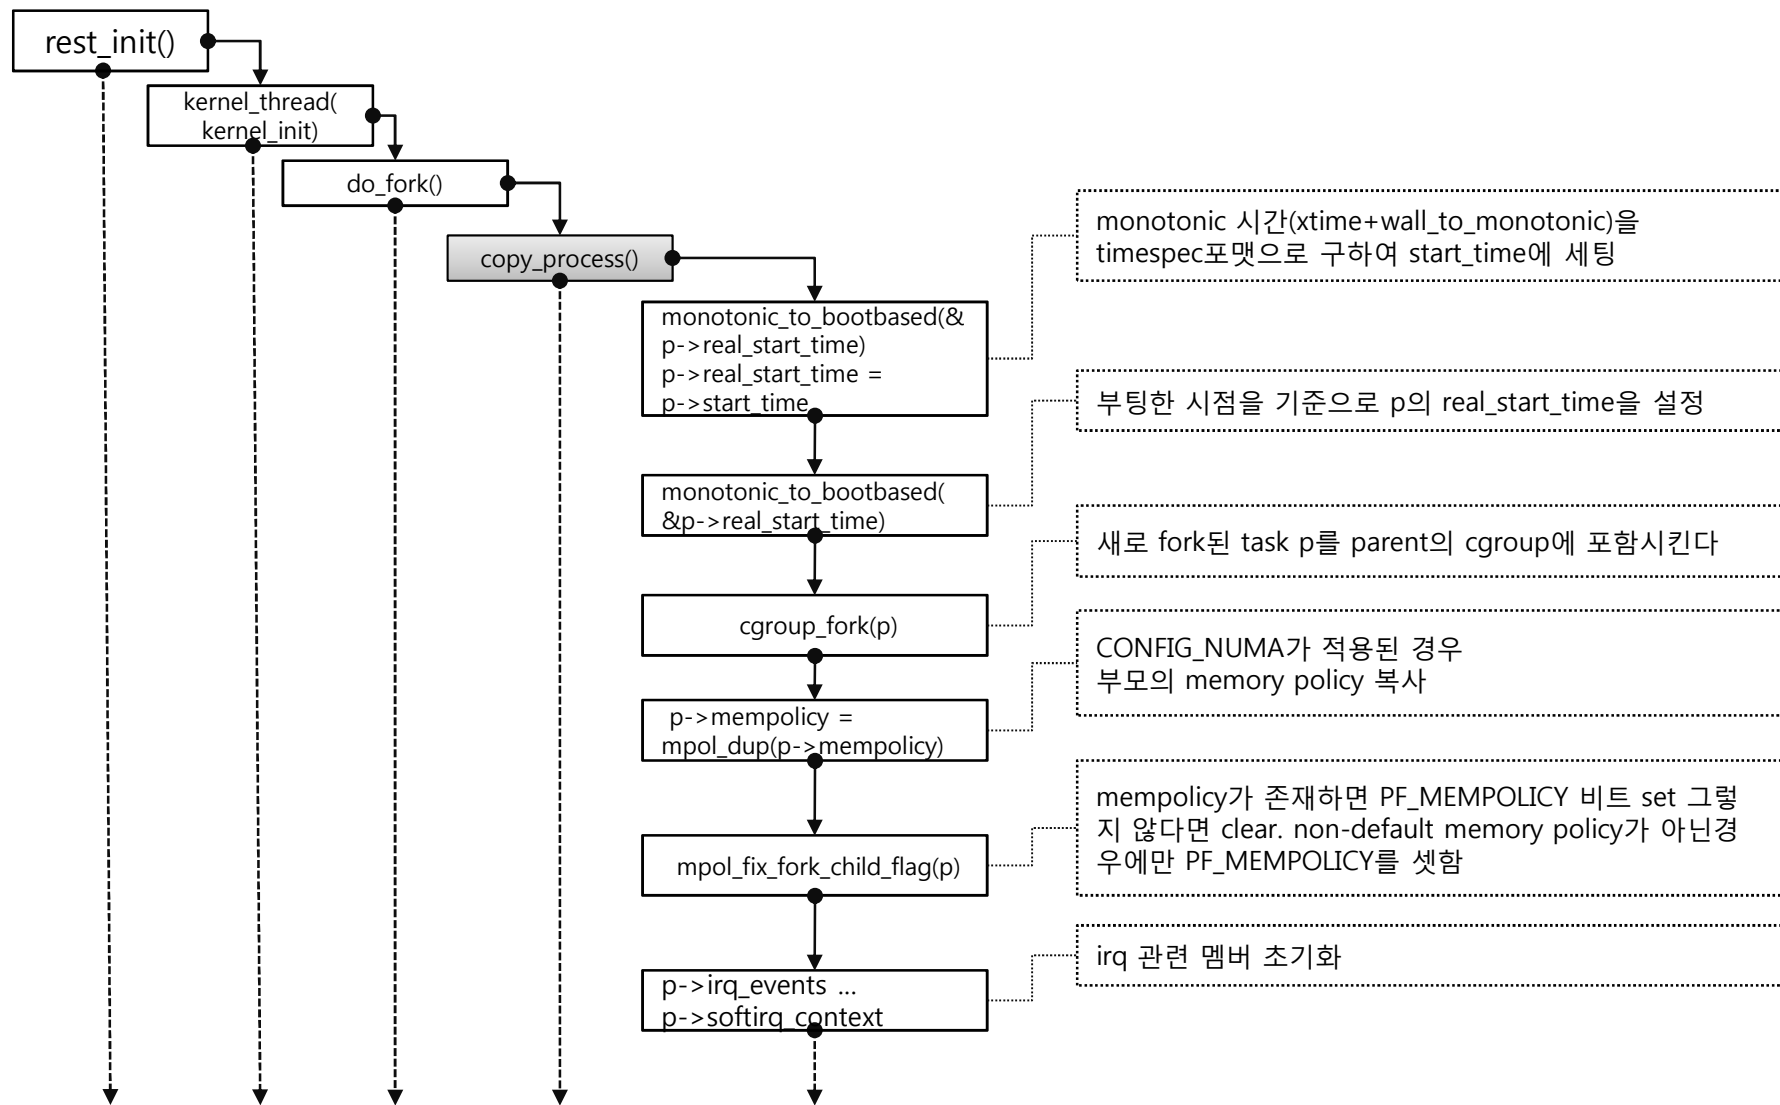 rest_init()
kernel_thread(
kernel_init)
do_fork()
copy_process()
monotonic_to_bootbased(&
p->real_start_time)
p->real_start_time =
p->start_time
monotonic_to_bootbased(
&p->real_start_time)
cgroup_fork(p)
p->mempolicy =
mpol_dup(p->mempolicy)
mpol_fix_fork_child_flag(p)
p->irq_events ...
p->softirq_context
monotonic 시간(xtime+wall_to_monotonic)을
timespec포맷으로 구하여 start_time에 세팅
부팅한 시점을 기준으로 p의 real_start_time을 설정
새로 fork된 task p를 parent의 cgroup에 포함시킨다
CONFIG_NUMA가 적용된 경우
부모의 memory policy 복사
mempolicy가 존재하면 PF_MEMPOLICY 비트 set 그렇
지 않다면 clear. non-default memory policy가 아닌경
우에만 PF_MEMPOLICY를 셋함
irq 관련 멤버 초기화